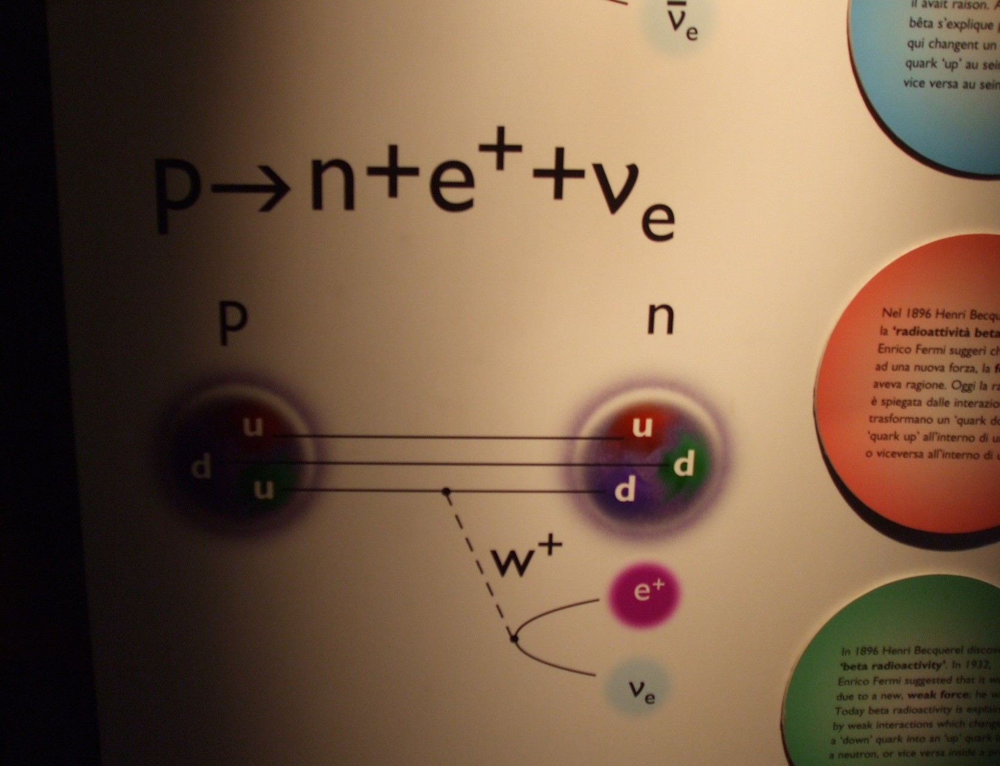 ν̄e
p→n+e⁺+νe
p
n
u
d
u
u
d
d
w⁺
e⁺
νe
il avait raison.
bêta s'explique
qui changent un
quark 'up' au
vice versa au
Nel 1896 Henri
la 'radioattività beta
Enrico Fermi suggerì
ad una nuova forza, la
aveva ragione. Oggi la
è spiegata dalle
trasformano un 'quark
'quark up' all'interno di
o viceversa all'interno di
In 1896 Henri Becquerel
'beta radioactivity'. In 1932,
Enrico Fermi suggested that it
due to a new, weak force; he
Today beta radioactivity is
by weak interactions which
a 'down' quark into an 'up' quark
a neutron, or vice versa inside a